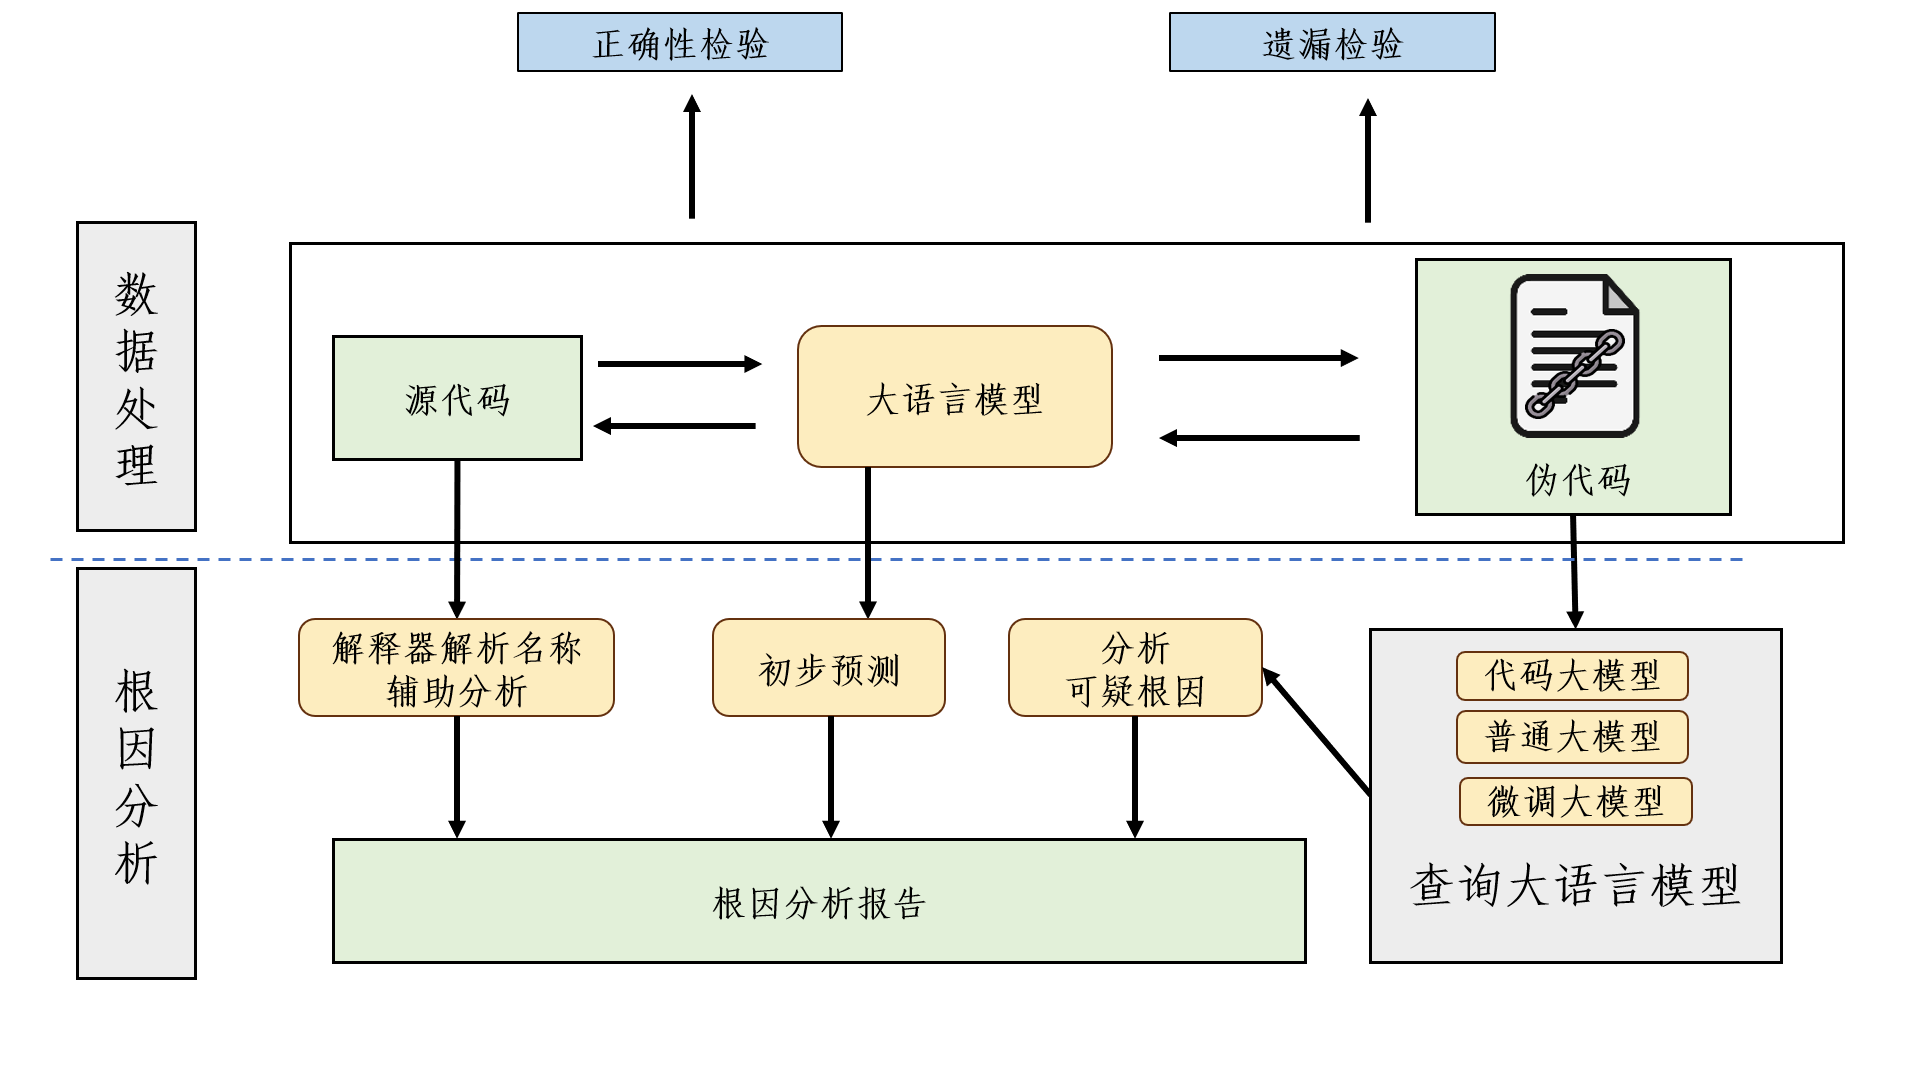 正确性检验
遗漏检验
数据处理
源代码
大语言模型
伪代码
根因分析
解释器解析名称
辅助分析
初步预测
分析
可疑根因
代码大模型
普通大模型
微调大模型
查询大语言模型
根因分析报告